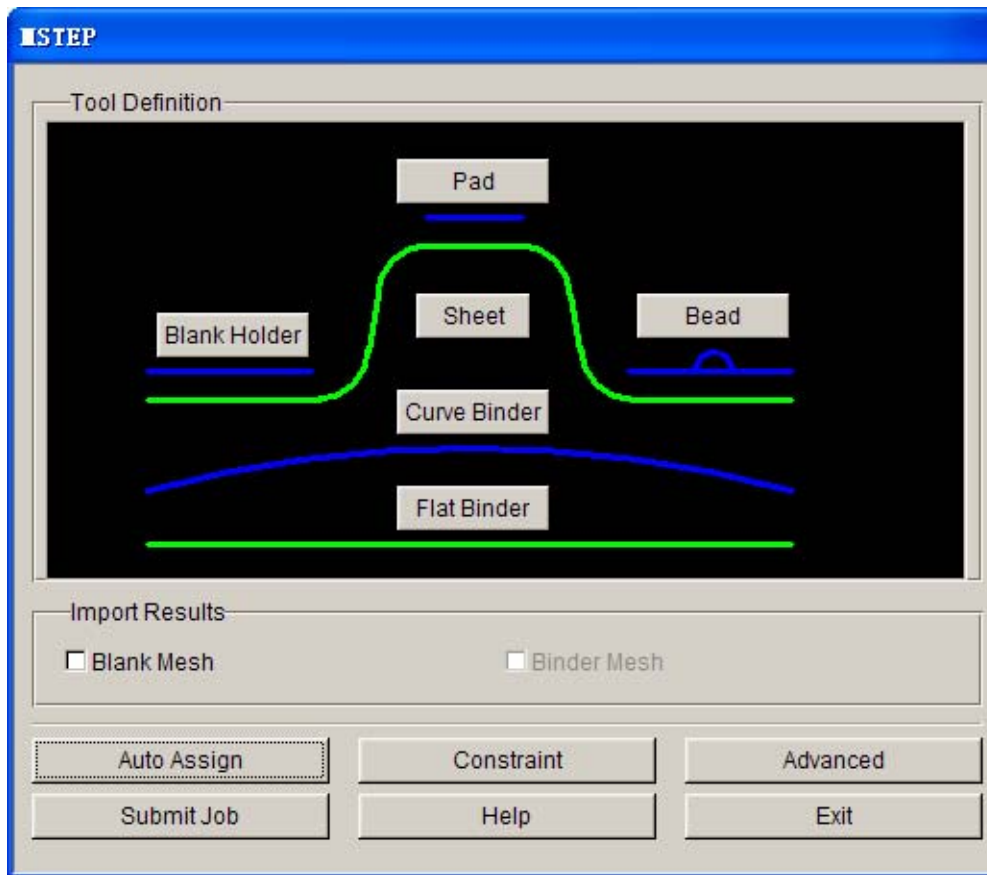 MSTEP
Tool Definition
Pad
Sheet
Bead
Blank Holder
Curve Binder
Flat Binder
Import Results
Blank Mesh
Binder Mesh
Auto Assign
Constraint
Advanced
Submit Job
Help
Exit